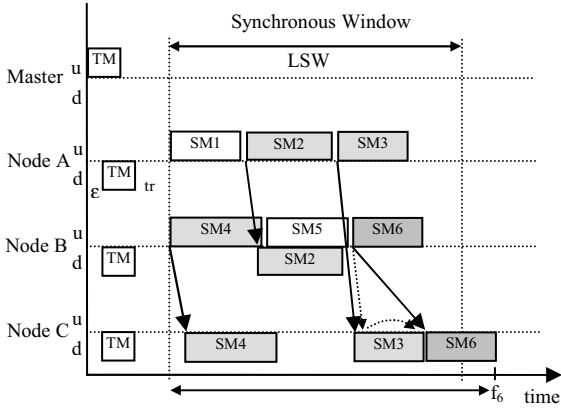 Synchronous Window
TM
LSW
Master
u
d
SM1
SM2
SM3
Node A
u
d
ε
TM
tr
SM4
SM5
SM6
Node B
u
d
TM
SM2
Node C
u
d
TM
SM4
SM3
SM6
f6
time